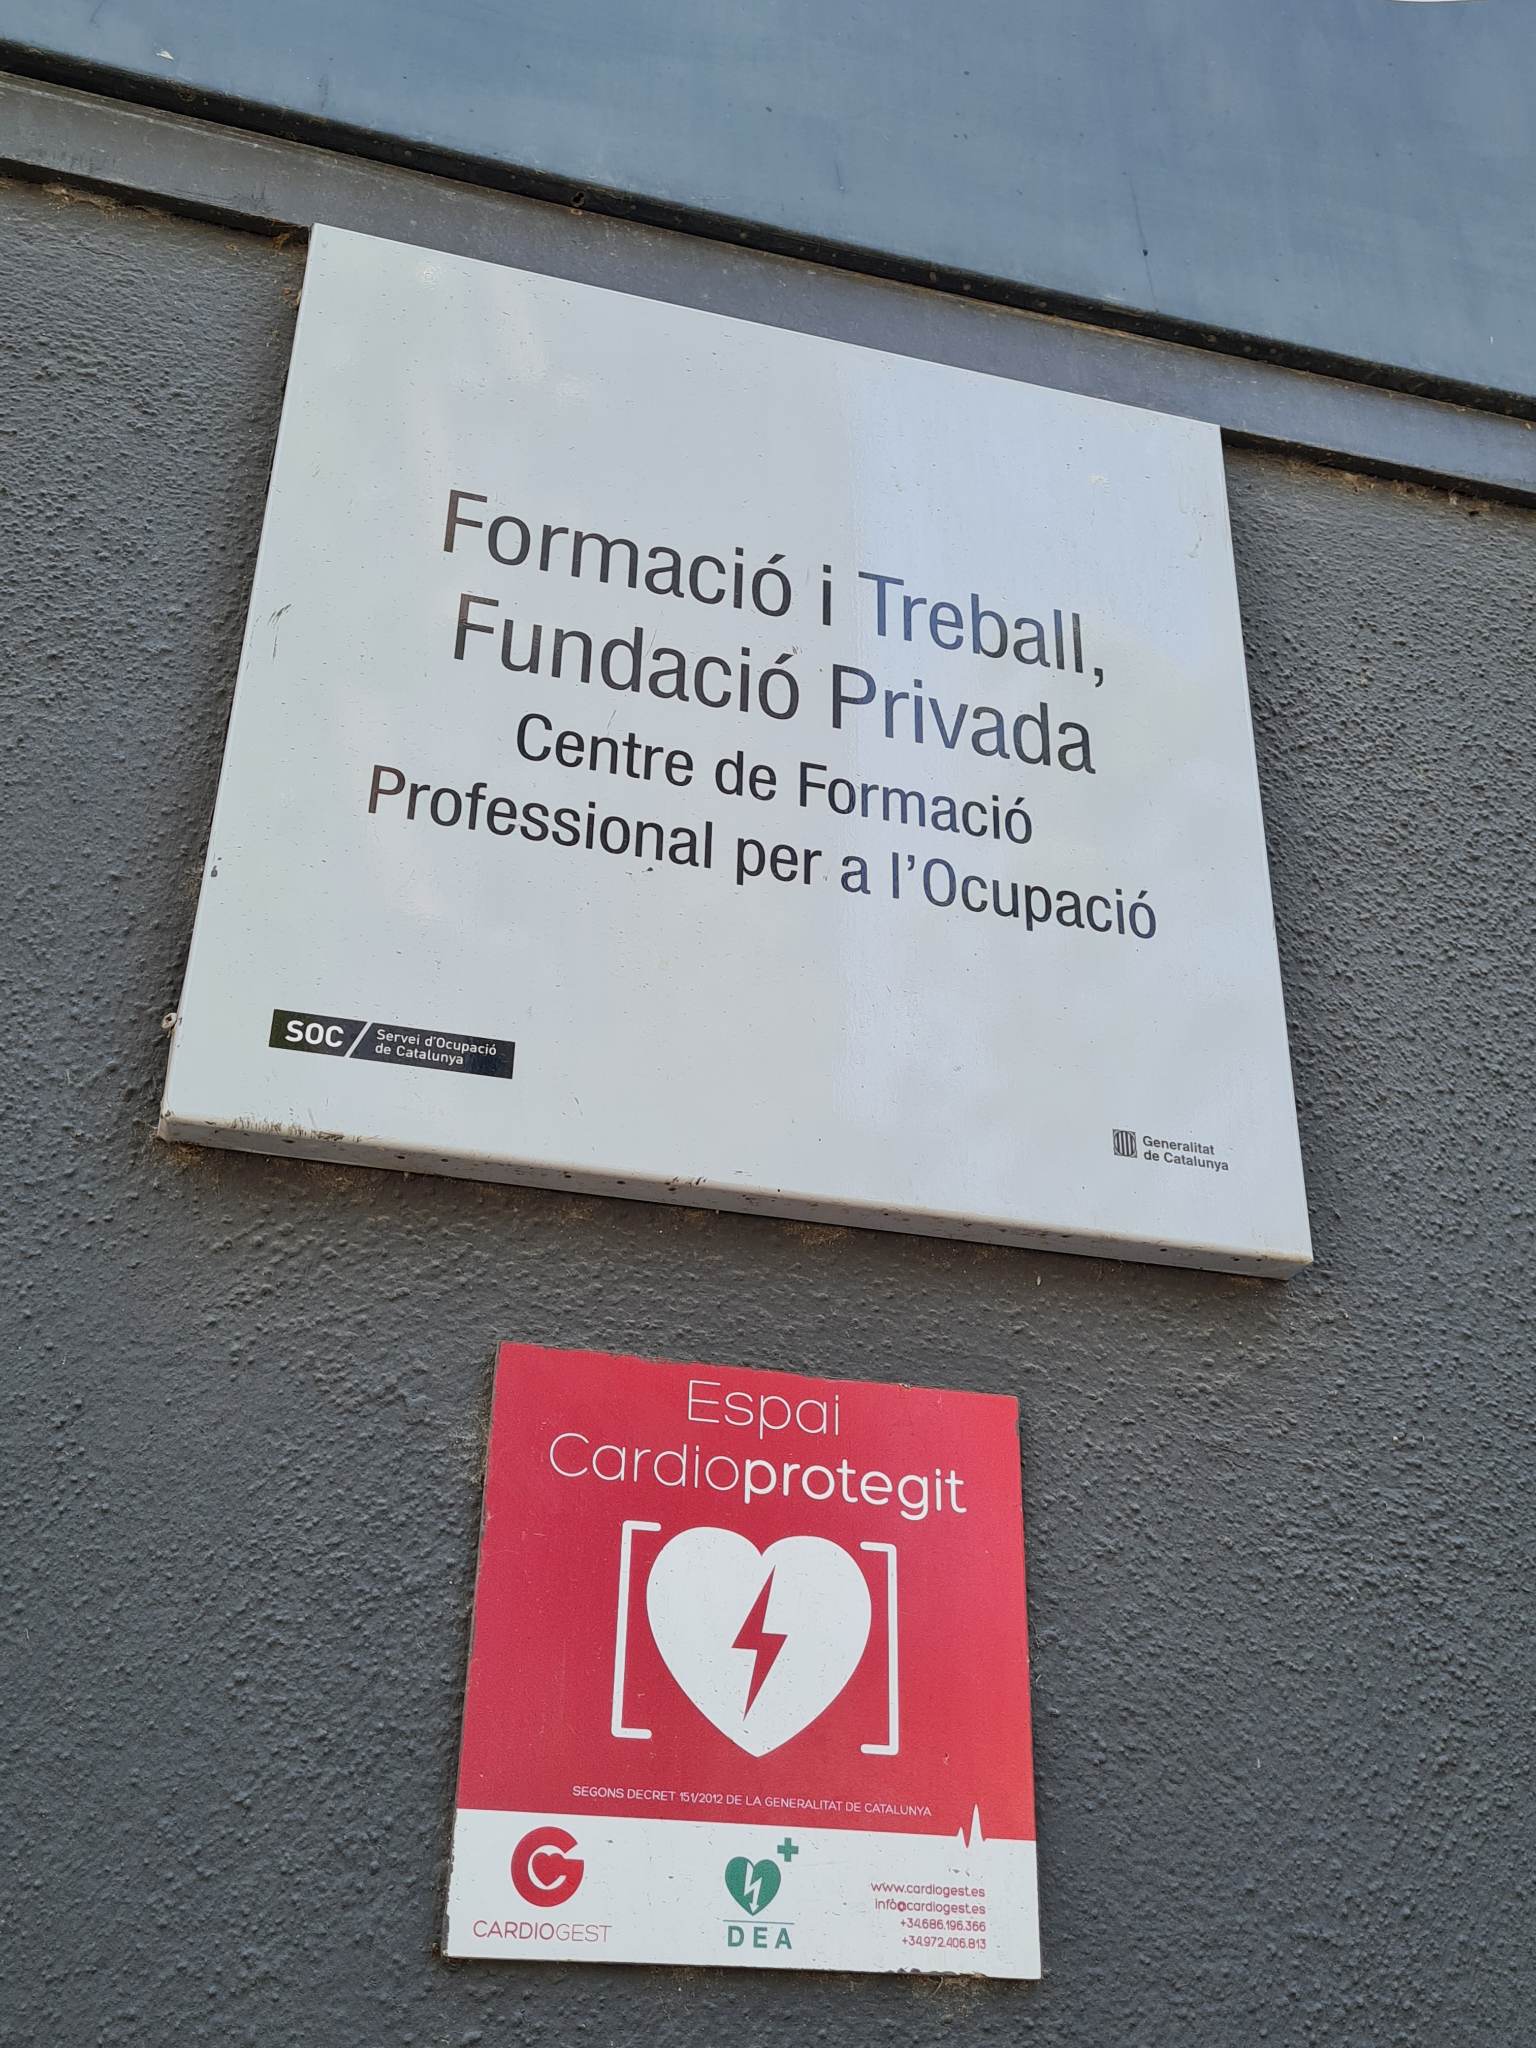 Formació i Treball,
Fundació Privada
Centre de Formació
Professional per a l'Ocupació
SOC
Servei d'Ocupació
de Catalunya
Generalitat
de Catalunya
Espai
Cardioprotegit
SEGONS DECRET 151/2012 DE LA GENERALITAT DE CATALUNYA
CARDIOGEST
DEA
www.cardiogest.es
info@cardiogest.es
+34.686.196.366
+34.972.406.813